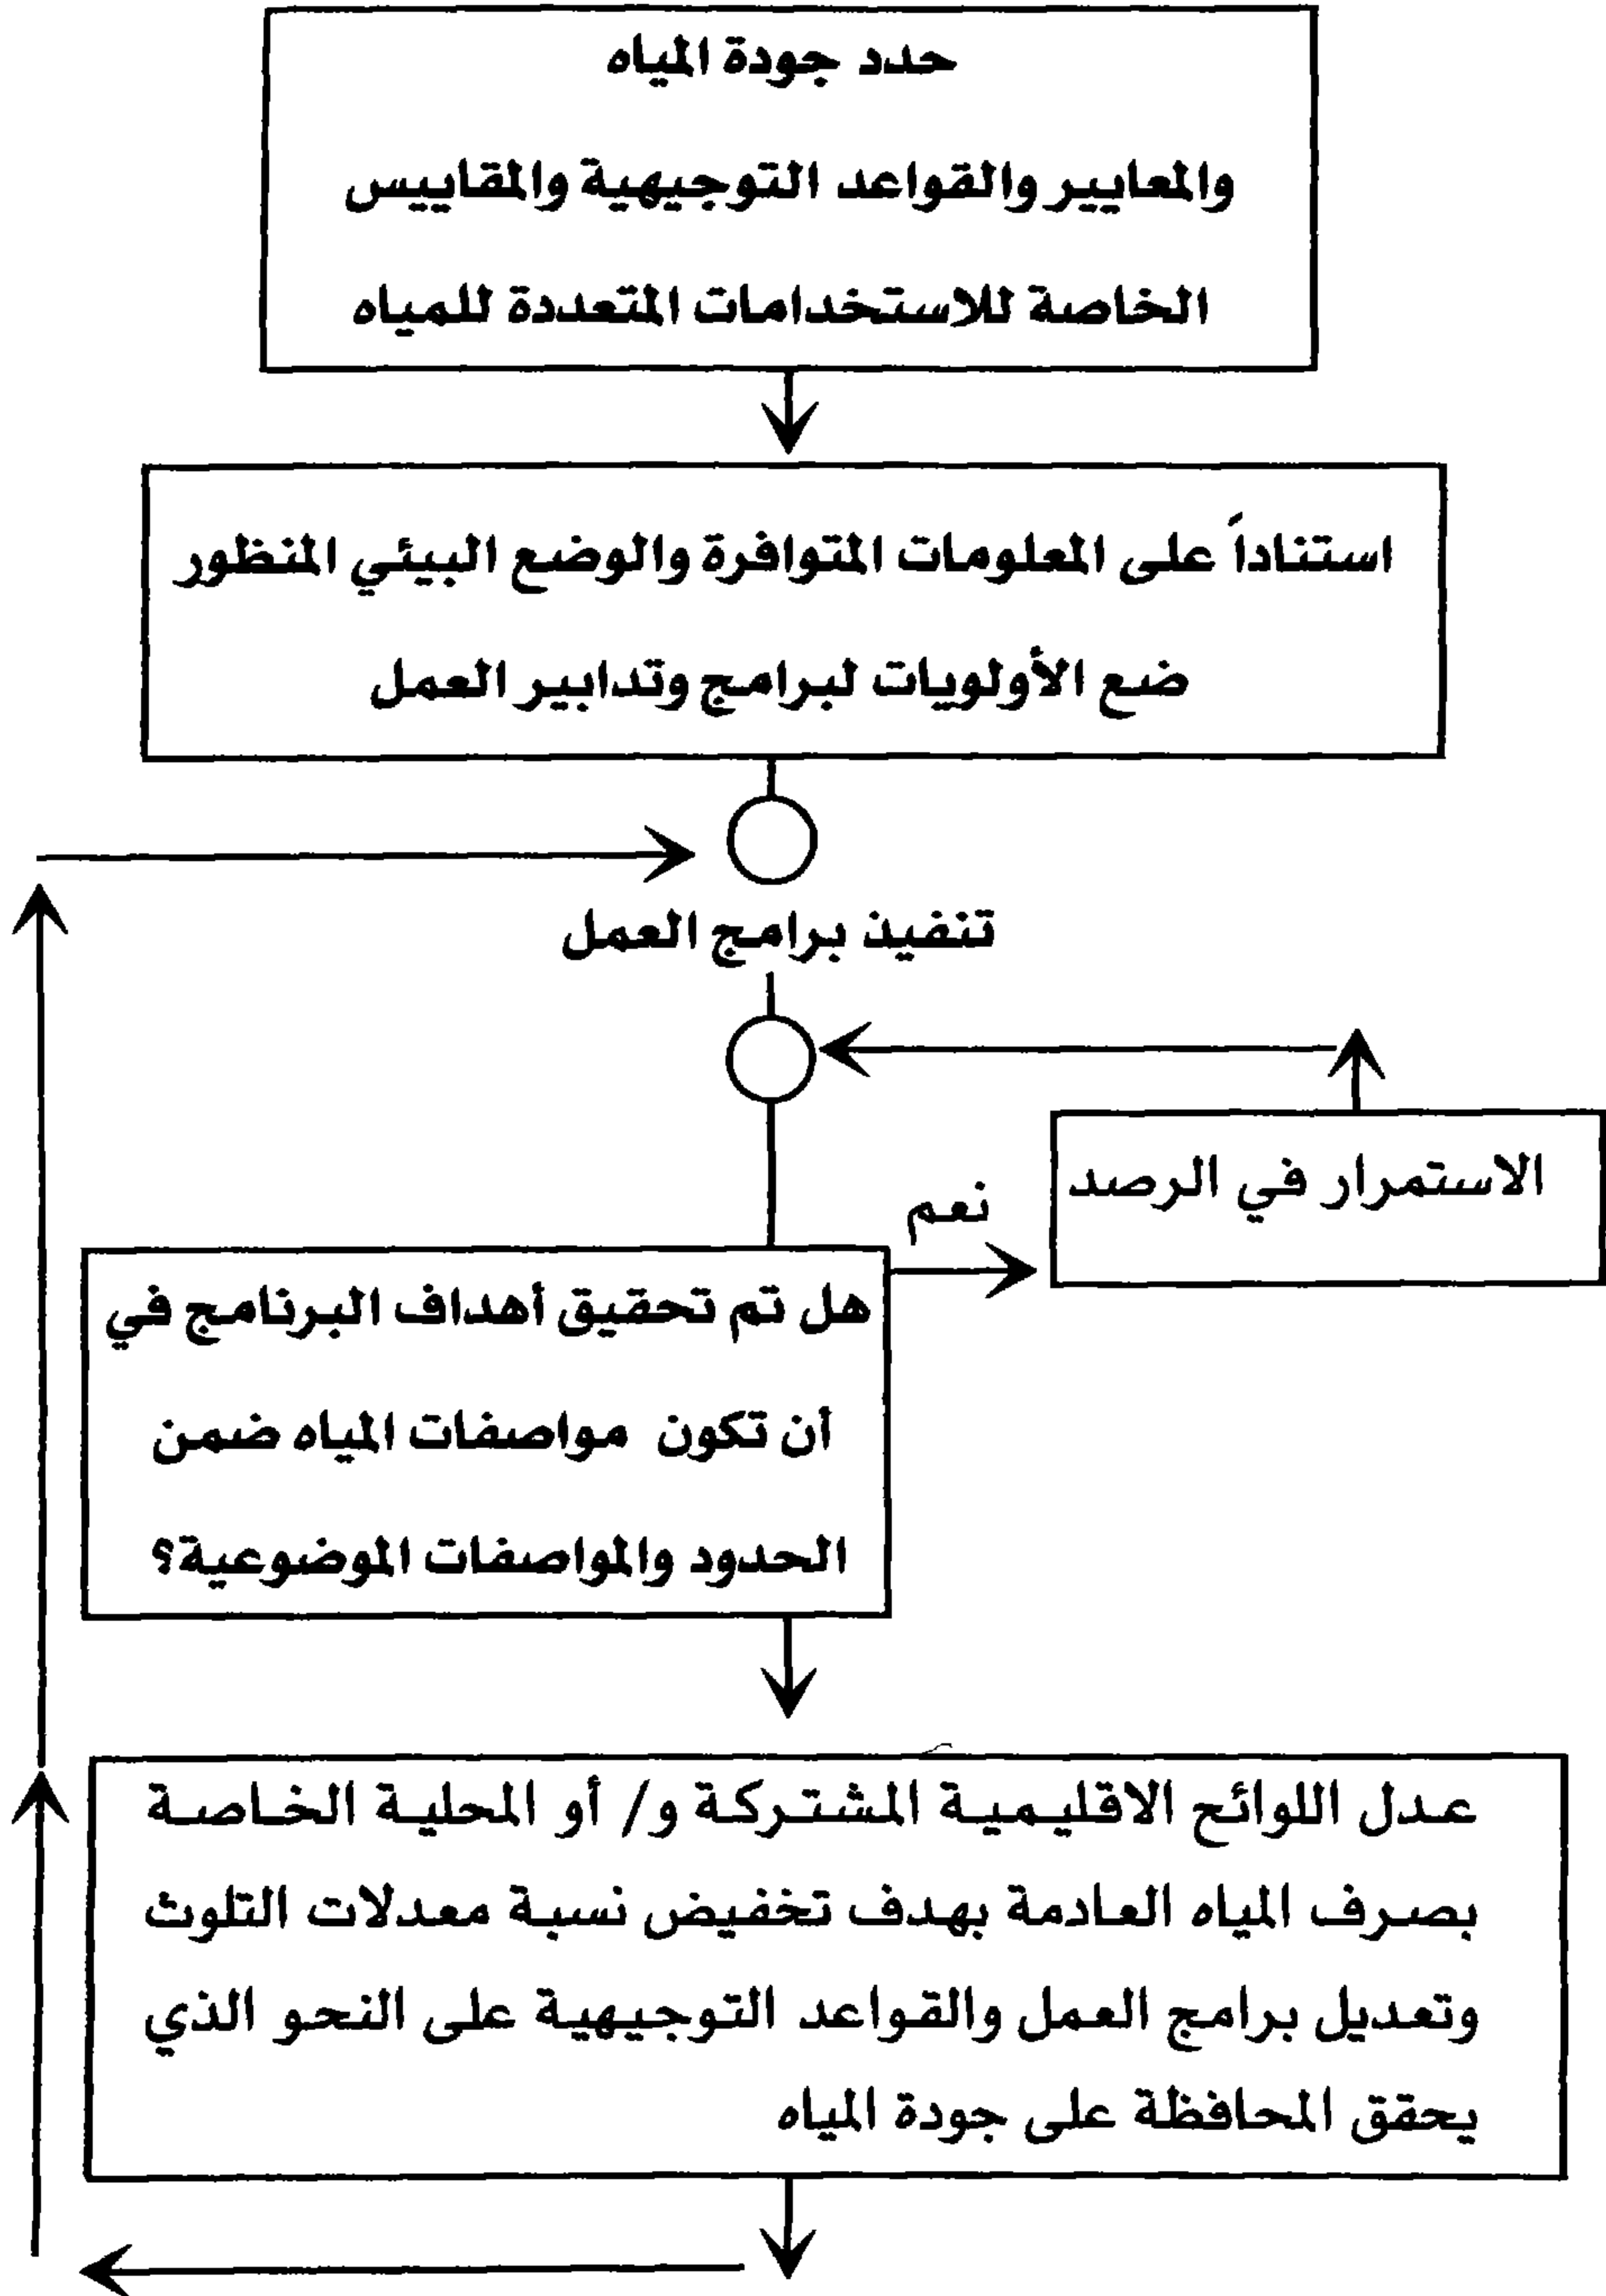 حدد جودة المياه
والمعايير والقواعد التوجيهية والمقاييس
الخاصة للاستخدامات المتعددة للمياه
استناداً على المعلومات المتوافرة والوضع البيئي المنظور
ضع الأولويات لبرامج وتدابير العمل
تنفيذ برامج العمل
الاستمرار في الرصد
نعم
هل تم تحقيق أهداف البرنامج في
أن تكون مواصفات المياه ضمن
الحدود والمواصفات الموضوعية؟
عدل اللوائح الاقليمية المشتركة و/ أو المحلية الخاصة
بصرف المياه العادمة بهدف تخفيض نسبة معدلات التلوث
وتعديل برامج العمل والقواعد التوجيهية على النحو الذي
يحقق المحافظة على جودة المياه